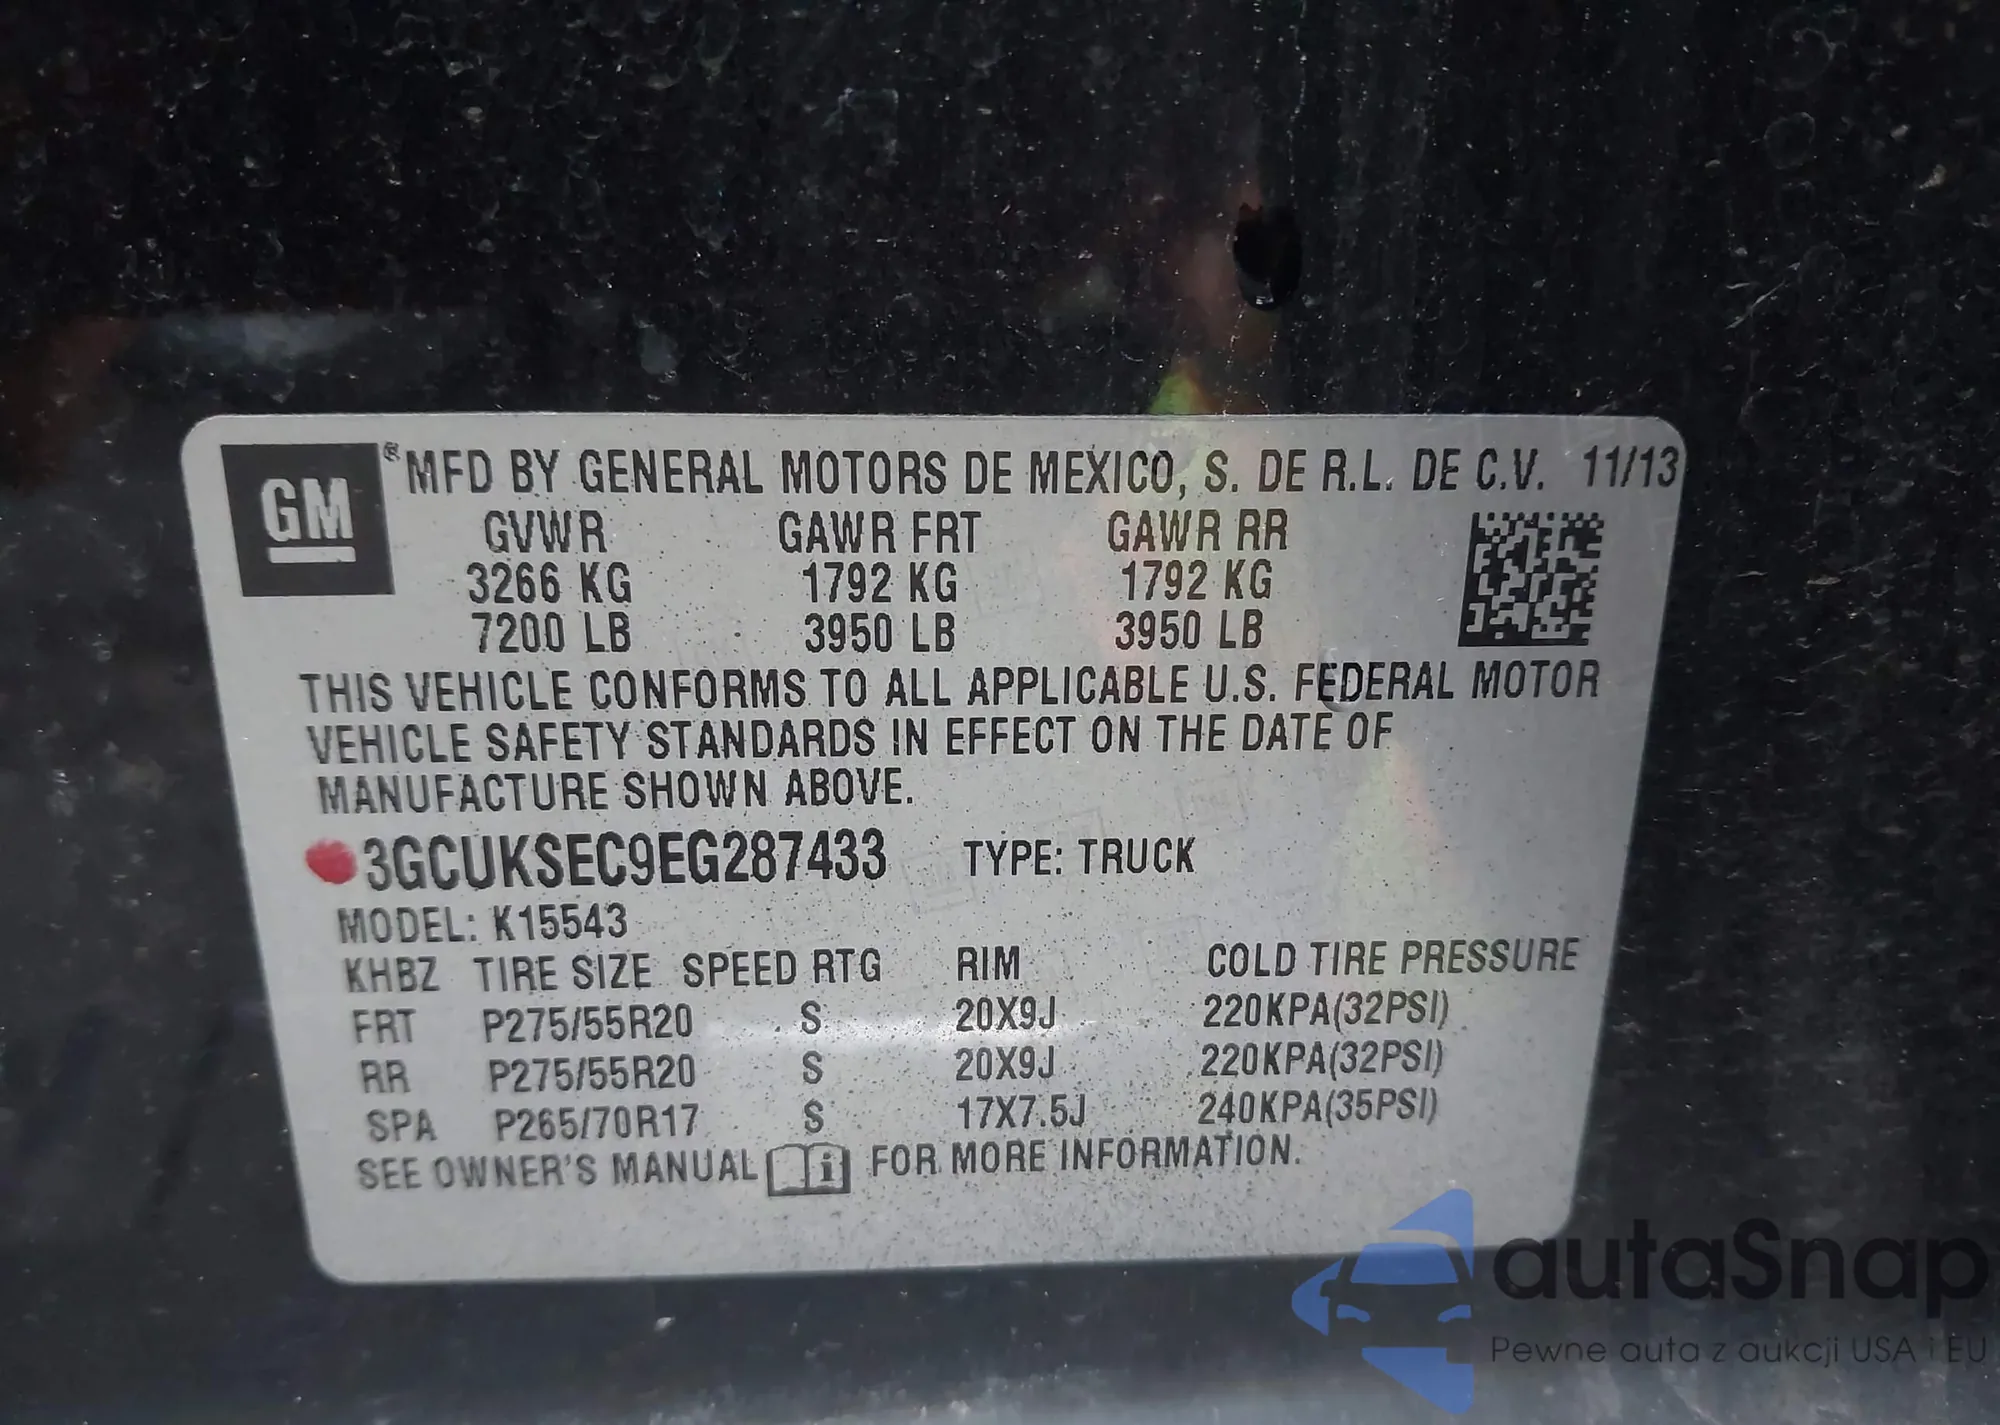 GM ® MFD BY GENERAL MOTORS DE MEXICO, S. DE R.L. DE C.V. 11/13
GVWR GAWR FRT GAWR RR
3266 KG 1792 KG 1792 KG
7200 LB 3950 LB 3950 LB
THIS VEHICLE CONFORMS TO ALL APPLICABLE U.S. FEDERAL MOTOR
VEHICLE SAFETY STANDARDS IN EFFECT ON THE DATE OF
MANUFACTURE SHOWN ABOVE.
3GCUKSEC9EG287433 TYPE: TRUCK
MODEL: K15543
KHBZ TIRE SIZE SPEED RTG RIM COLD TIRE PRESSURE
FRT P275/55R20 S 20X9J 220KPA(32PSI)
RR P275/55R20 S 20X9J 220KPA(32PSI)
SPA P265/70R17 S 17X7.5J 240KPA(35PSI)
SEE OWNER'S MANUAL i FOR MORE INFORMATION.
autaSnap
Pewne auta z aukcji USA i EU